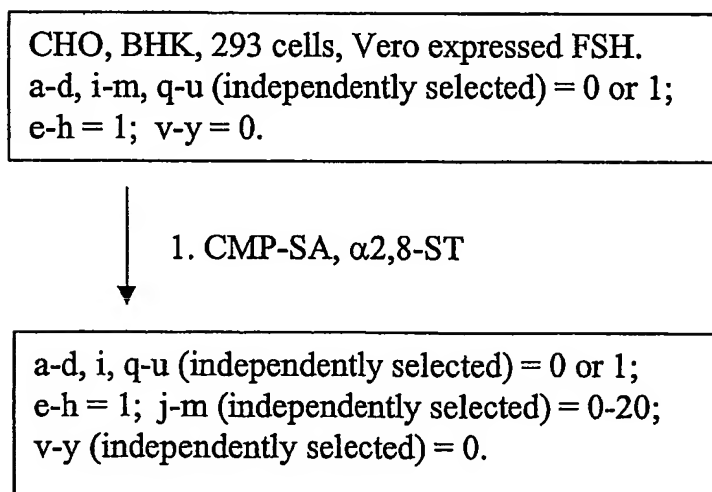 CHO, BHK, 293 cells, Vero expressed FSH.
a-d, i-m, q-u (independently selected) = 0 or 1;
e-h = 1; v-y = 0.
1. CMP-SA, α2,8-ST
a-d, i, q-u (independently selected) = 0 or 1;
e-h = 1; j-m (independently selected) = 0-20;
v-y (independently selected) = 0.